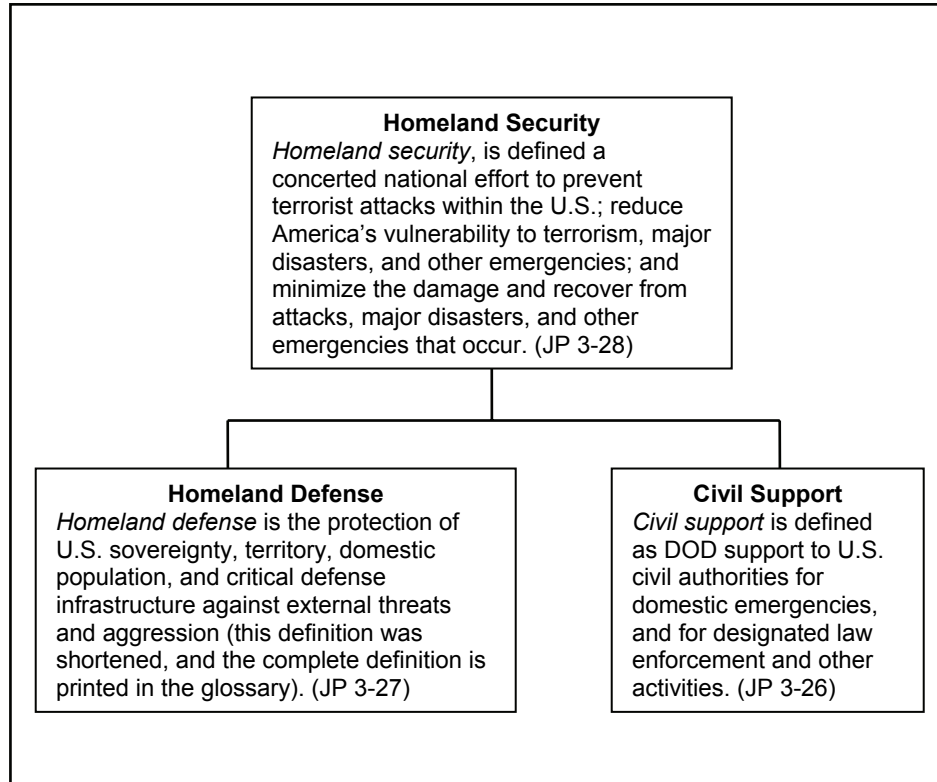 Homeland Security
Homeland security, is defined a
concerted national effort to prevent
terrorist attacks within the U.S.; reduce
America’s vulnerability to terrorism, major
disasters, and other emergencies; and
minimize the damage and recover from
attacks, major disasters, and other
emergencies that occur. (JP 3-28)
Homeland Defense
Homeland defense is the protection of
U.S. sovereignty, territory, domestic
population, and critical defense
infrastructure against external threats
and aggression (this definition was
shortened, and the complete definition is
printed in the glossary). (JP 3-27)
Civil Support
Civil support is defined
as DOD support to U.S.
civil authorities for
domestic emergencies,
and for designated law
enforcement and other
activities. (JP 3-26)